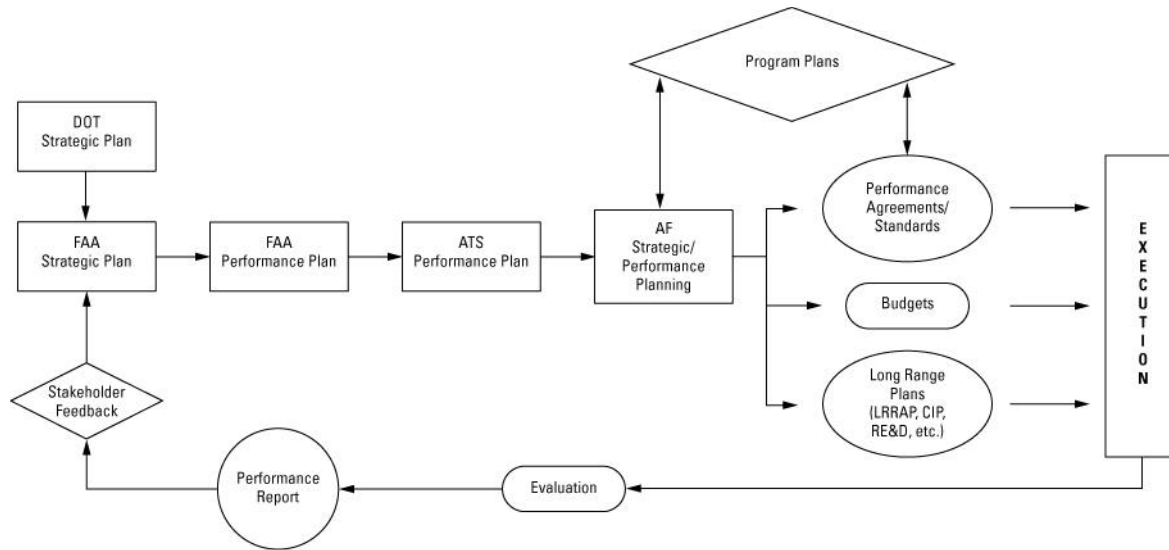 Program Plans
DOT
Strategic Plan
FAA
Strategic Plan
FAA
Performance Plan
ATS
Performance Plan
AF
Strategic/
Performance
Planning
Performance
Agreements/
Standards
Budgets
Long Range
Plans
(LRRAP, CIP,
RE&D, etc.)
EXECUTION
Stakeholder
Feedback
Performance
Report
Evaluation